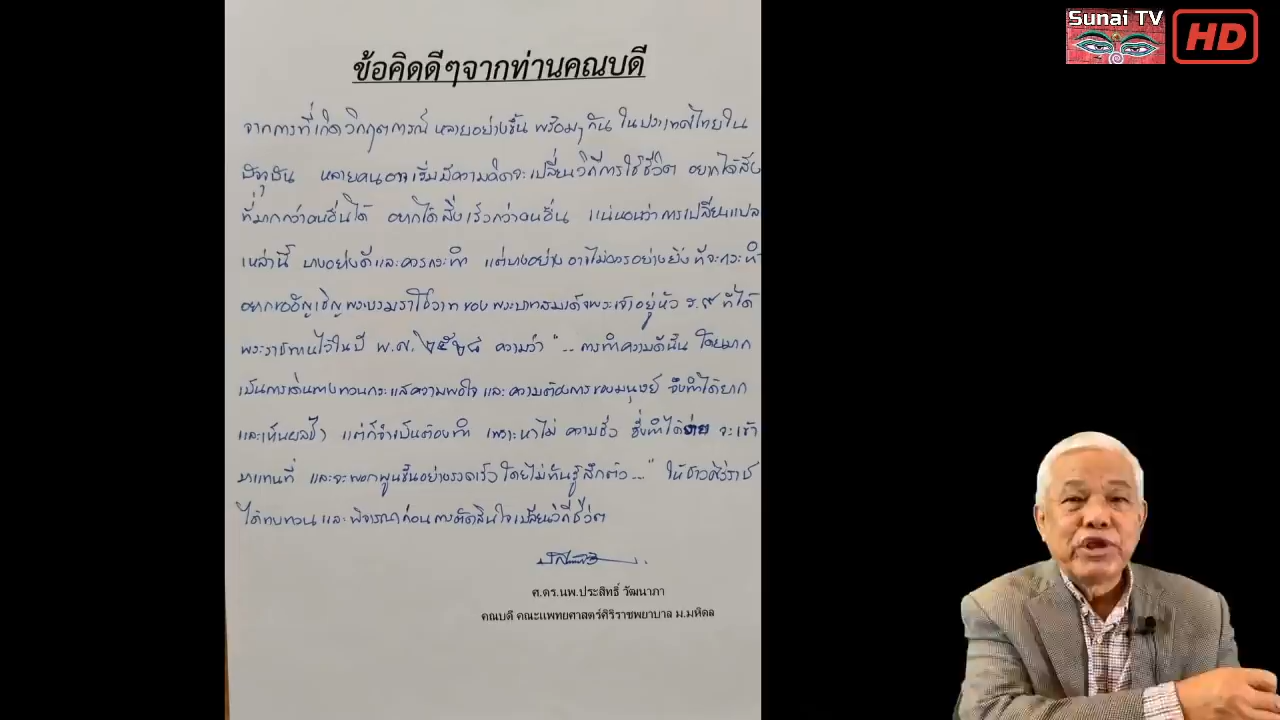 Sunai TV
HD
ข้อคิดดีๆจากท่านคณบดี
จากการที่เกิดวิกฤตการณ์ หลายอย่างขึ้น พร้อมๆกัน ในประเทศไทยใน
ปัจจุบัน หลายคนอาจเริ่มมีความคิดจะเปลี่ยนวิถีการใช้ชีวิต อยากได้สิ่ง
ที่มากกว่าคนอื่นได้ อยากได้สิ่งเร็วกว่าคนอื่น แน่นอนว่าการเปลี่ยนแปล
เหล่านี้ บางอย่างดีและควรกระทำ แต่บางอย่าง อาจไม่ควรอย่างยิ่งที่จะกระทำ
อยากขออัญเชิญพระบรมราโชวาท ของ พระบาทสมเด็จพระเจ้าอยู่หัว ร.๙ ที่ได้
พระราชทานไว้ในปี พ.ศ. ๒๕๒๘ ความว่า "...การทำความดีนั้น โดยมาก
เป็นการเดินทางทวนกระแสความพอใจ และความต้องการของมนุษย์ จึงทำได้ยาก
และเห็นผลช้า แต่ก็จำเป็นต้องทำ เพราะหาไม่ ความชั่ว ซึ่งทำได้ง่าย จะเข้า
มาแทนที่ และจะพอกพูนขึ้นอย่างรวดเร็วโดยไม่ทันรู้สึกตัว..." ให้ชาวศิริราช
ได้ทบทวน และ พิจารณาก่อนการตัดสินใจเปลี่ยนวิถีชีวิต
ศ.ดร.นพ.ประสิทธิ์ วัฒนาภา
คณบดี คณะแพทยศาสตร์ศิริราชพยาบาล ม.มหิดล